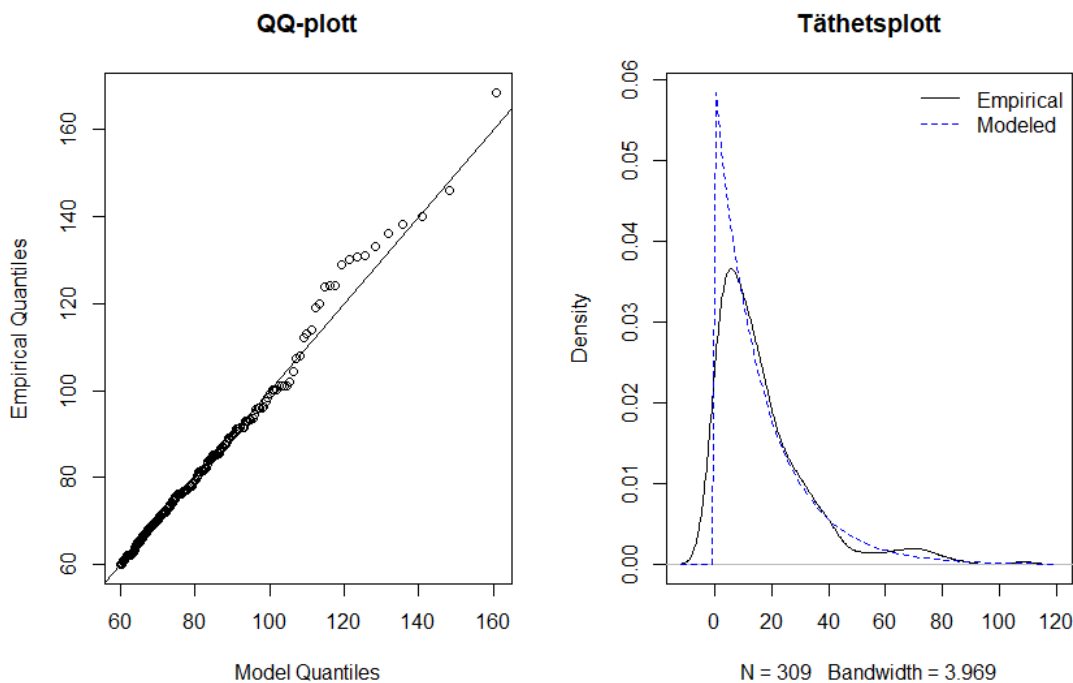 QQ-plott
Empirical Quantiles
160
140
120
100
80
60
60 80 100 120 140 160
Model Quantiles
Täthetsplott
Density
0.06
0.05
0.04
0.03
0.02
0.01
0.00
Empirical
Modeled
0 20 40 60 80 100 120
N = 309 Bandwidth = 3.969